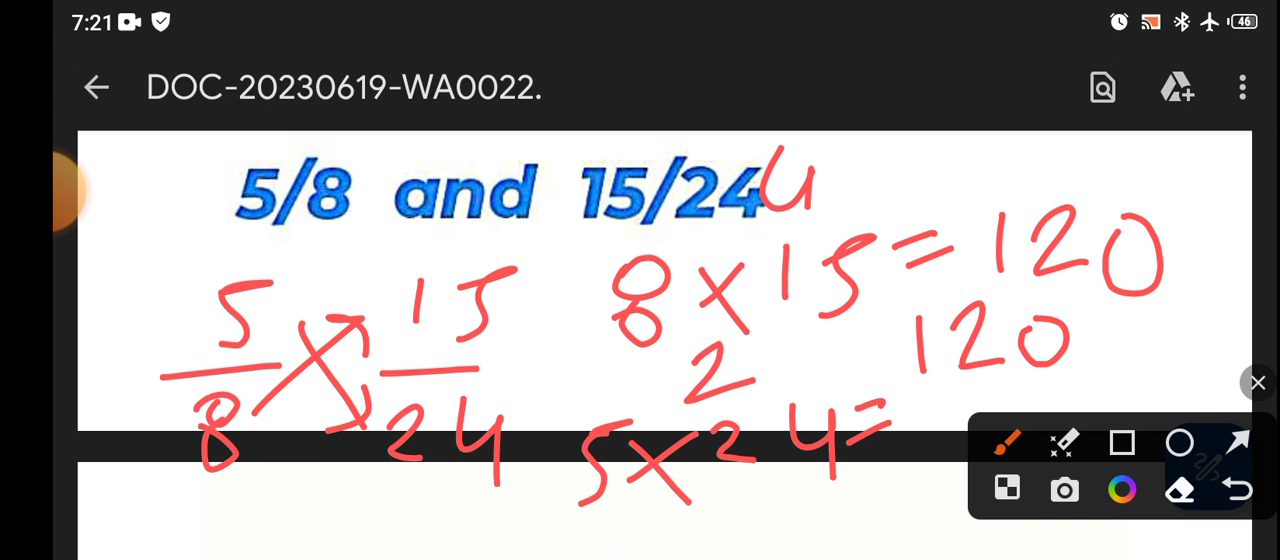 7:21 46
DOC-20230619-WA0022.
5/8 and 15/24 4
5 15 8 × 15 = 120
8 24 2 120
5 × 24 =